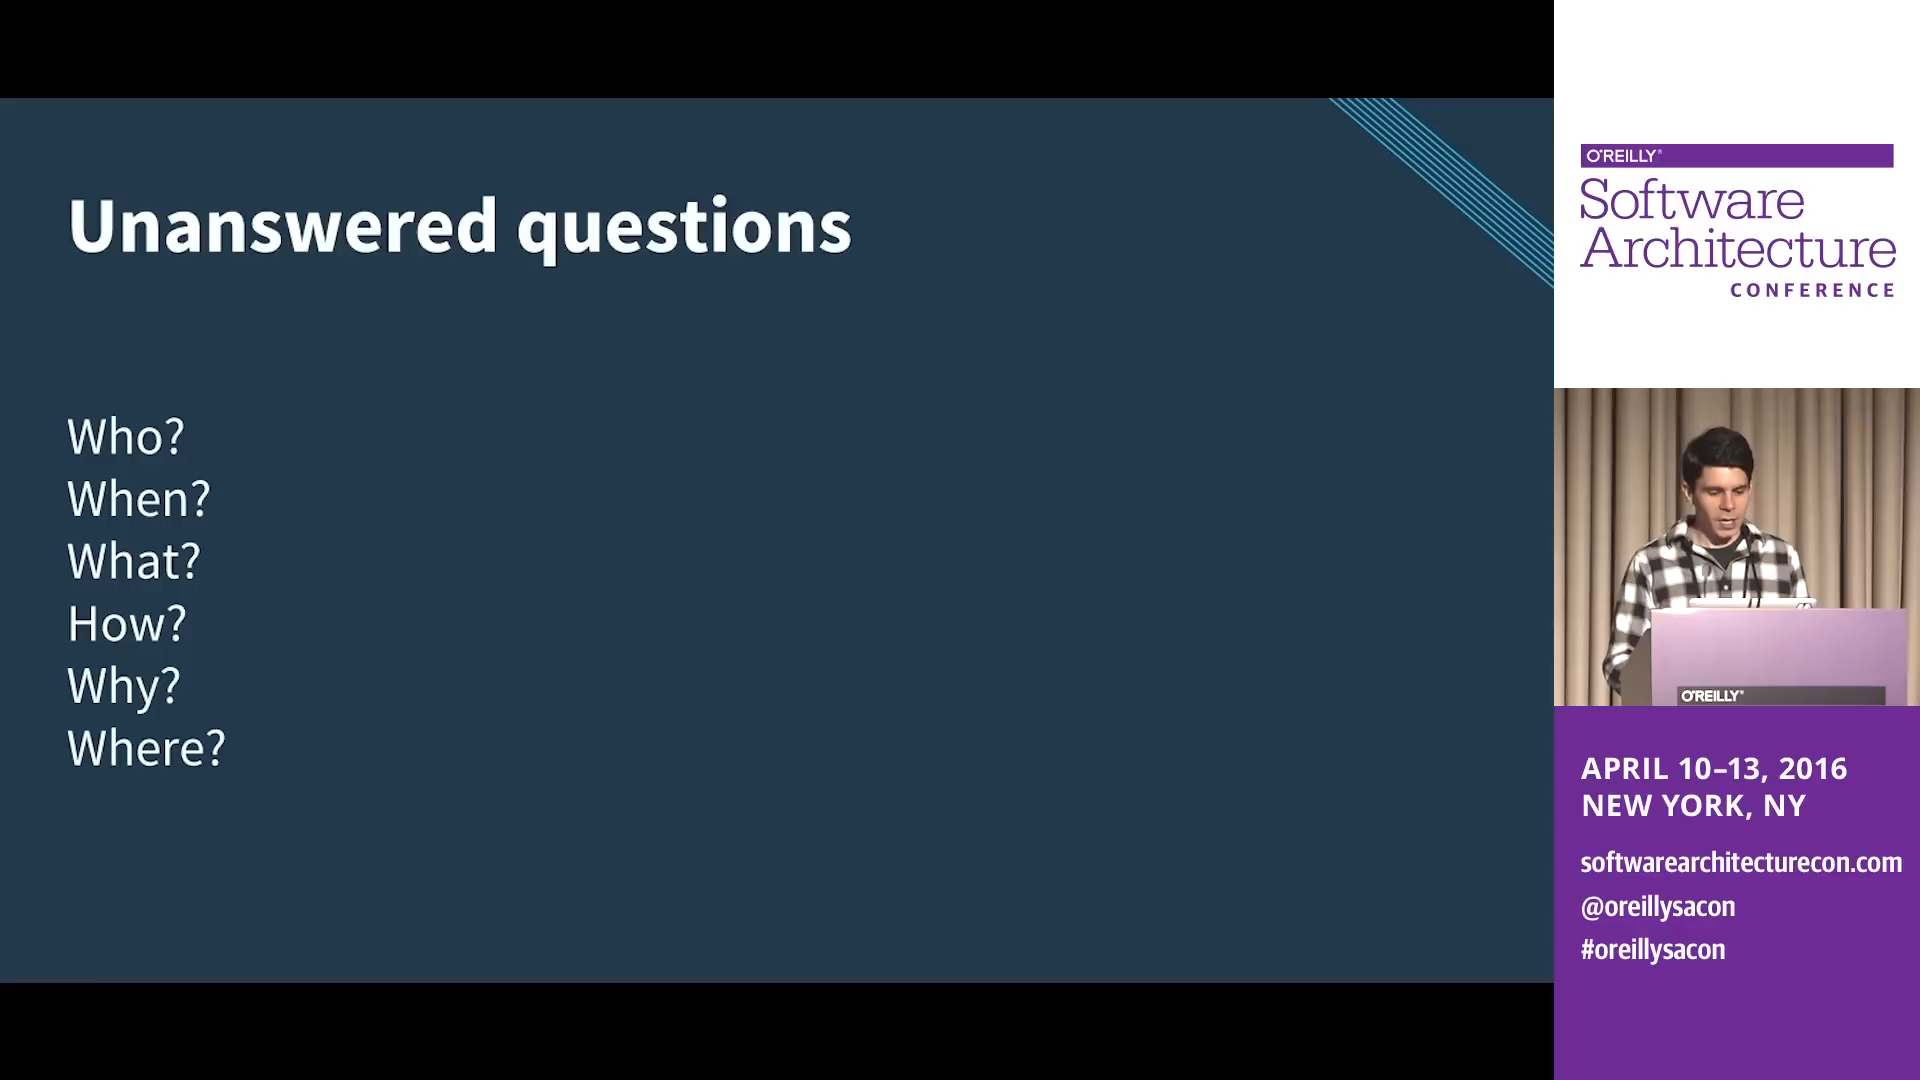 Unanswered questions
Who?
When?
What?
How?
Why?
Where?
O'REILLY®
Software
Architecture
CONFERENCE
O'REILLY®
APRIL 10–13, 2016
NEW YORK, NY
softwarearchitecturecon.com
@oreillysacon
#oreillysacon